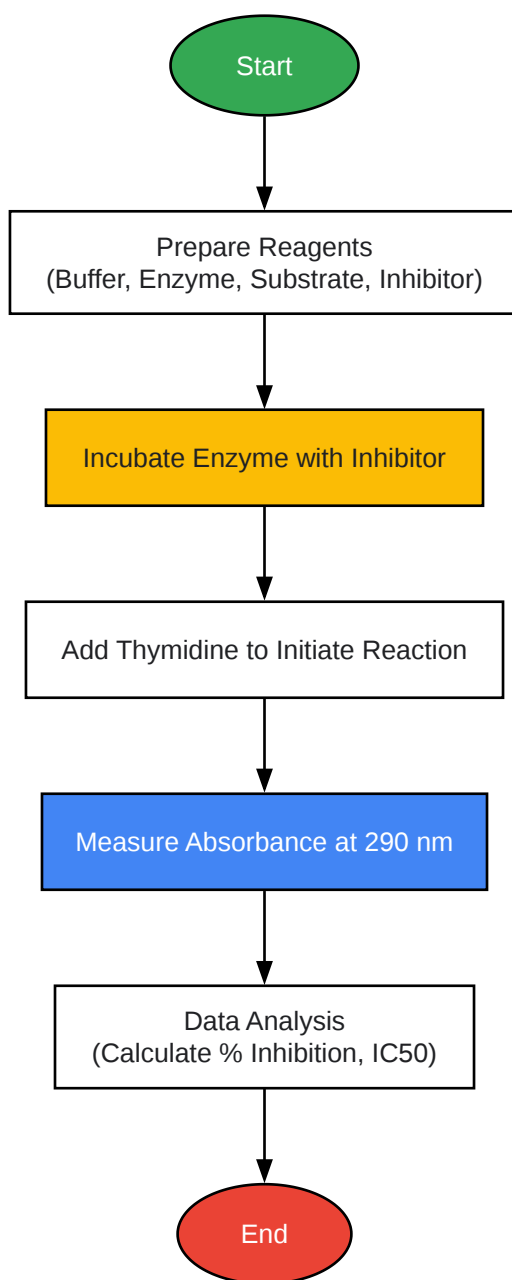 Start
Prepare Reagents
(Buffer, Enzyme, Substrate, Inhibitor)
Incubate Enzyme with Inhibitor
Add Thymidine to Initiate Reaction
Measure Absorbance at 290 nm
Data Analysis
(Calculate % Inhibition, IC50)
End